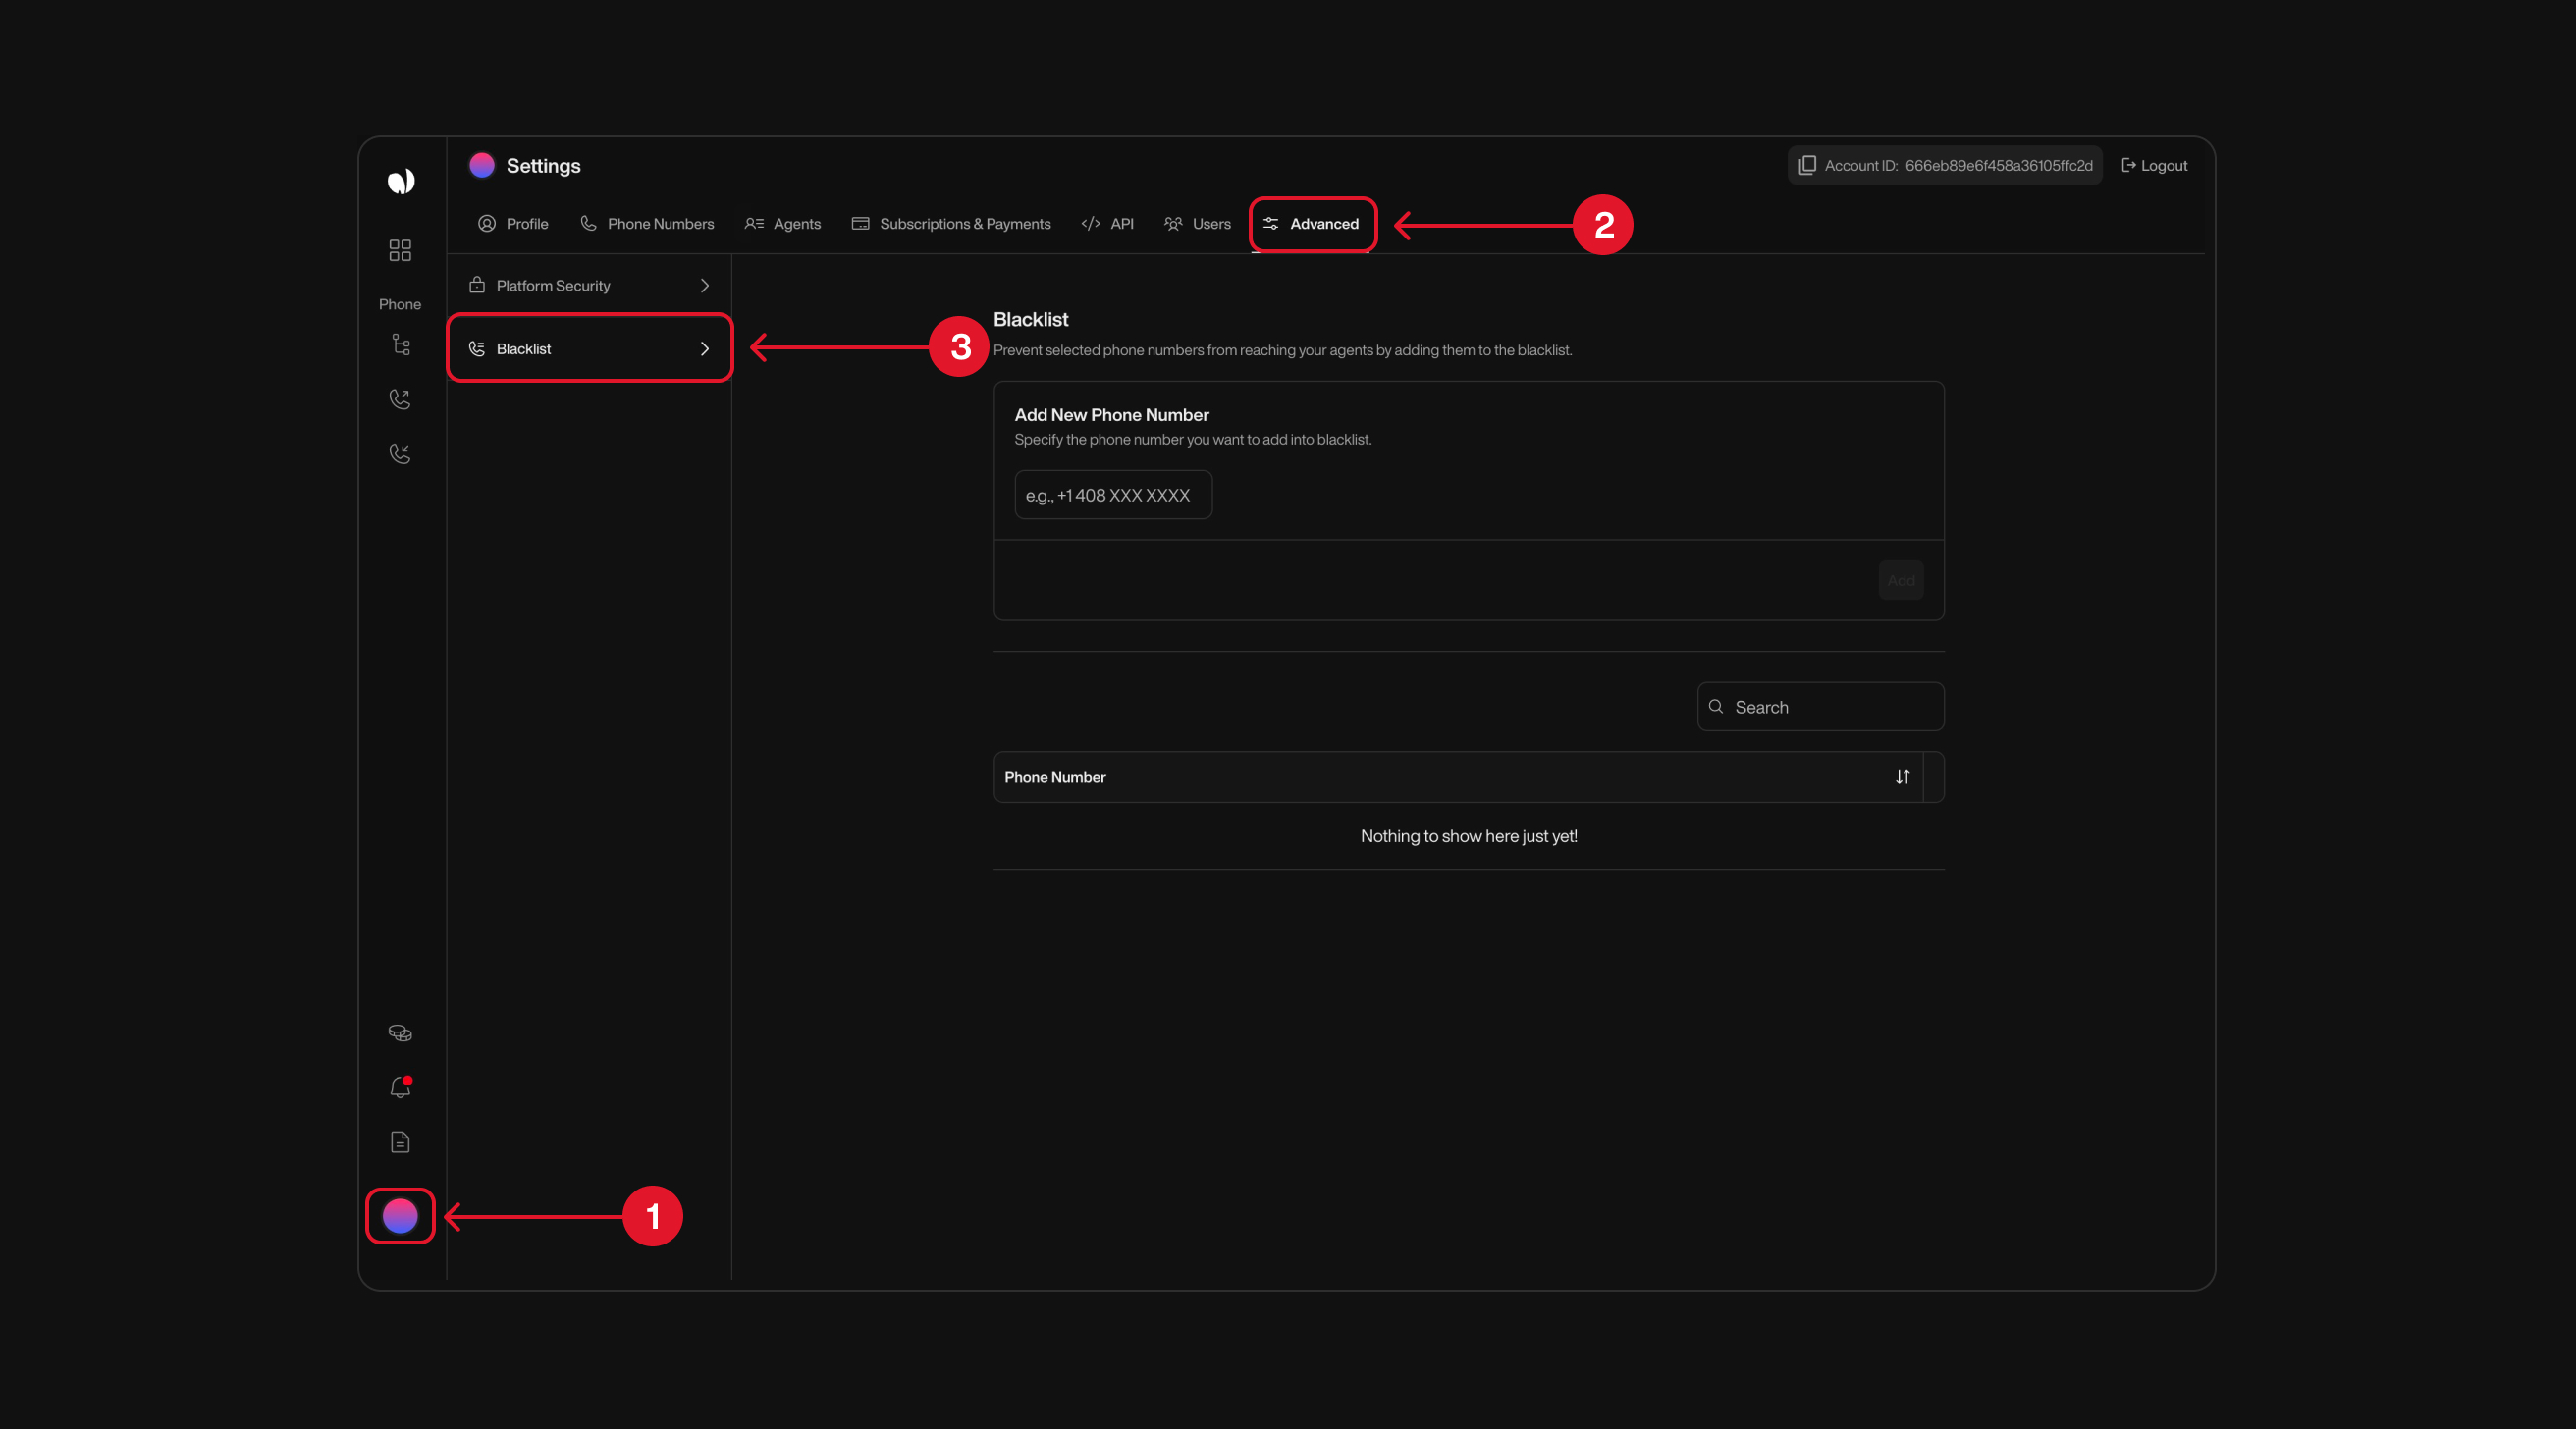 Settings
Account ID: 666eb89e6f458a36105ffc2d
Logout
Profile
Phone Numbers
Agents
Subscriptions & Payments
API
Users
Advanced
2
Phone
Platform Security
Blacklist
3
Blacklist
Prevent selected phone numbers from reaching your agents by adding them to the blacklist.
Add New Phone Number
Specify the phone number you want to add into blacklist.
e.g., +1 408 XXX XXXX
Add
Search
Phone Number
Nothing to show here just yet!
1